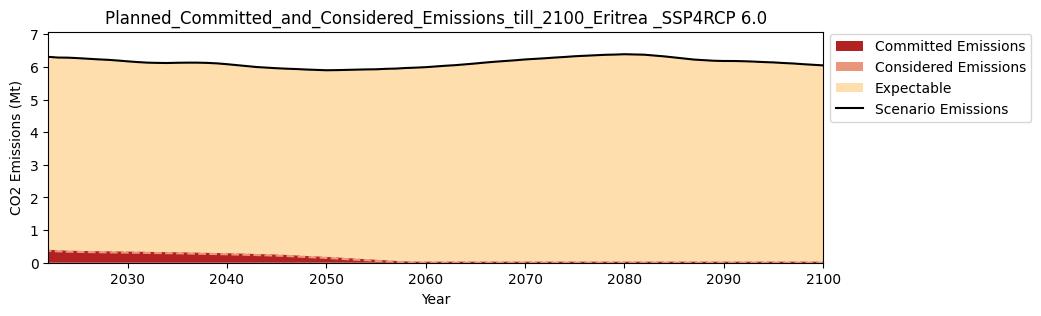 Planned_Committed_and_Considered_Emissions_till_2100_Eritrea _SSP4RCP 6.0
7
6
5
4
3
2
1
0
CO2 Emissions (Mt)
2030 2040 2050 2060 2070 2080 2090 2100
Year
Committed Emissions
Considered Emissions
Expectable
Scenario Emissions